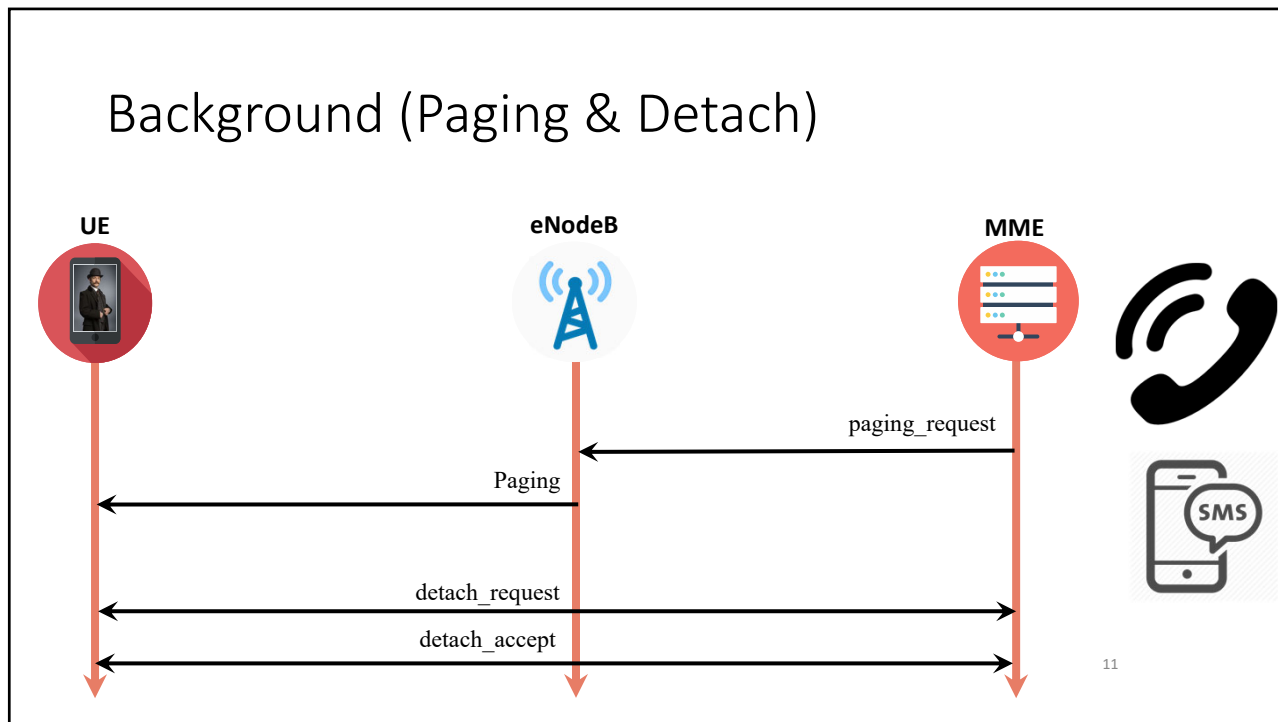 Background (Paging & Detach)
UE
eNodeB
MME
paging_request
Paging
SMS
detach_request
detach_accept
11